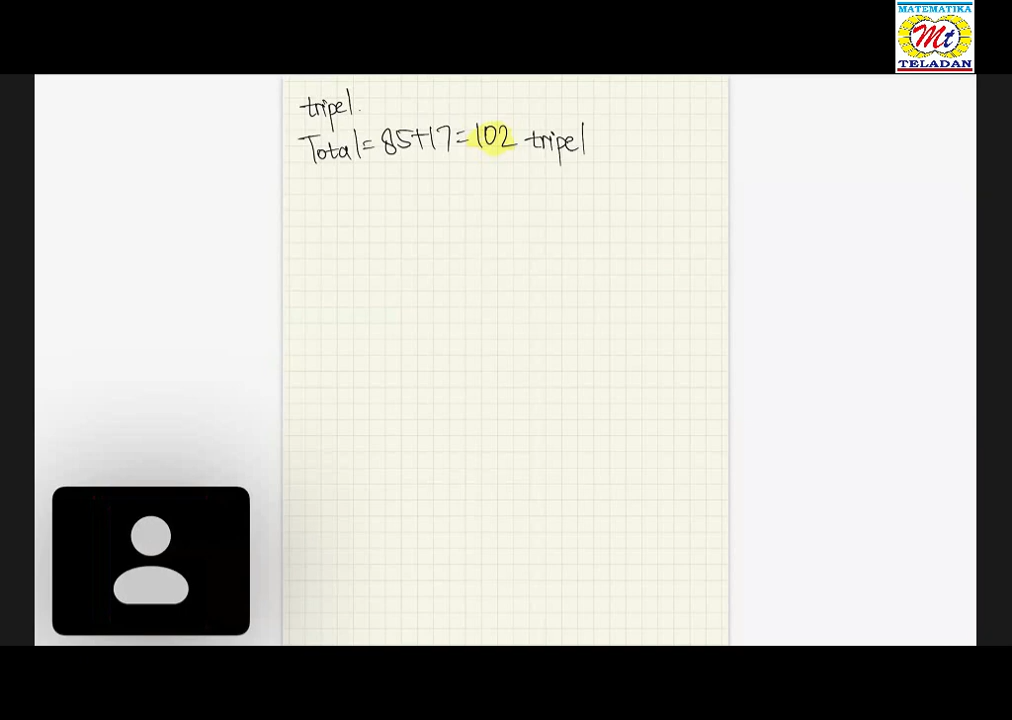 MATEMATIKA
Mt
TELADAN
tripel.
Total = 85+17 = 102 tripel